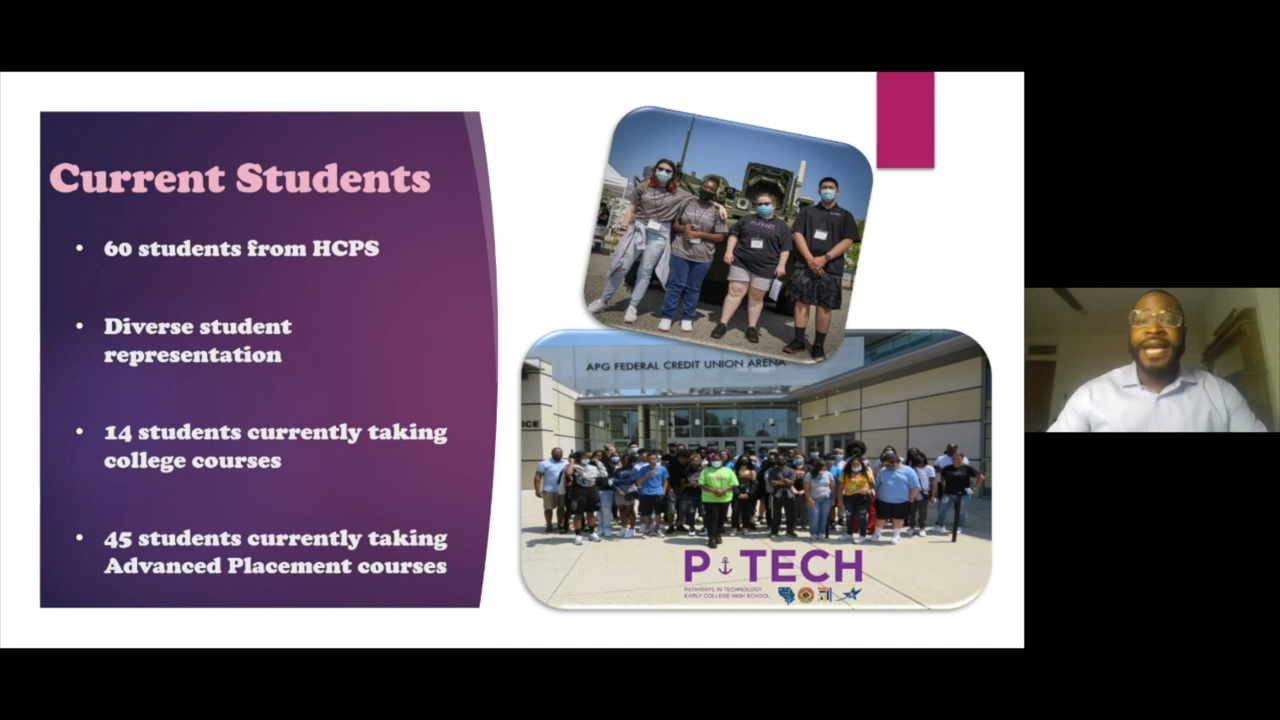 Current Students
• 60 students from HCPS
• Diverse student
representation
• 14 students currently taking
college courses
• 45 students currently taking
Advanced Placement courses
APG FEDERAL CREDIT UNION ARENA
P TECH
PATHWAYS IN TECHNOLOGY
EARLY COLLEGE HIGH SCHOOL